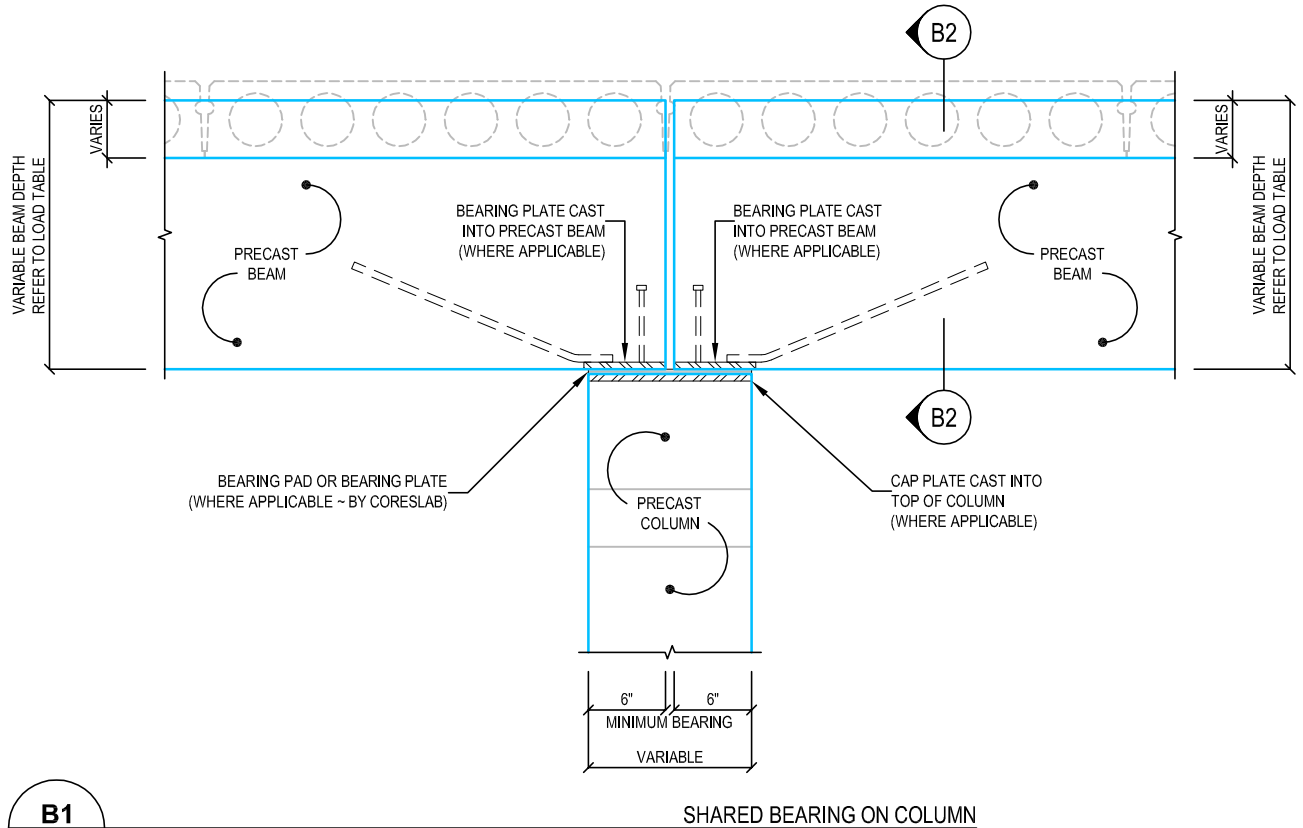 B2
VARIABLE BEAM DEPTH
REFER TO LOAD TABLE
VARIES
VARIES
VARIABLE BEAM DEPTH
REFER TO LOAD TABLE
BEARING PLATE CAST
INTO PRECAST BEAM
(WHERE APPLICABLE)
BEARING PLATE CAST
INTO PRECAST BEAM
(WHERE APPLICABLE)
PRECAST
BEAM
PRECAST
BEAM
B2
BEARING PAD OR BEARING PLATE
(WHERE APPLICABLE ~ BY CORESLAB)
PRECAST
COLUMN
CAP PLATE CAST INTO
TOP OF COLUMN
(WHERE APPLICABLE)
6" 6"
MINIMUM BEARING
VARIABLE
B1
SHARED BEARING ON COLUMN